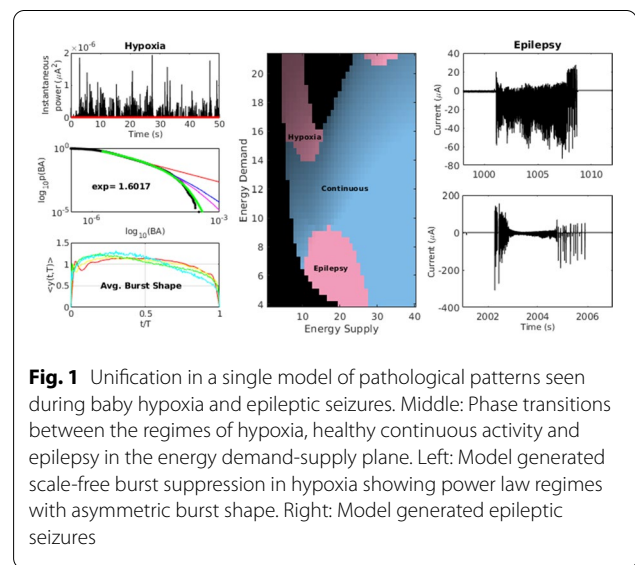 Hypoxia
Instantaneous
power (μA²)
×10⁻⁶
2
1
0
0 10 20 30 40 50
Time (s)
log₁₀p(BA)
10⁰
10⁻⁵
exp= 1.6017
10⁻⁶ 10⁻³
log₁₀(BA)
<y(t,T)>
1.5
1
0.5
0
Avg. Burst Shape
0 0.5 1
t/T
Energy Demand
20
18
16
14
12
10
8
6
4
Hypoxia
Continuous
Epilepsy
10 20 30 40
Energy Supply
Epilepsy
Current (μA)
40
20
0
-20
-40
-60
-80
1000 1005 1010
Current (μA)
200
0
-200
-400
2002 2004 2006
Time (s)
Fig. 1 Unification in a single model of pathological patterns seen
during baby hypoxia and epileptic seizures. Middle: Phase transitions
between the regimes of hypoxia, healthy continuous activity and
epilepsy in the energy demand-supply plane. Left: Model generated
scale-free burst suppression in hypoxia showing power law regimes
with asymmetric burst shape. Right: Model generated epileptic
seizures